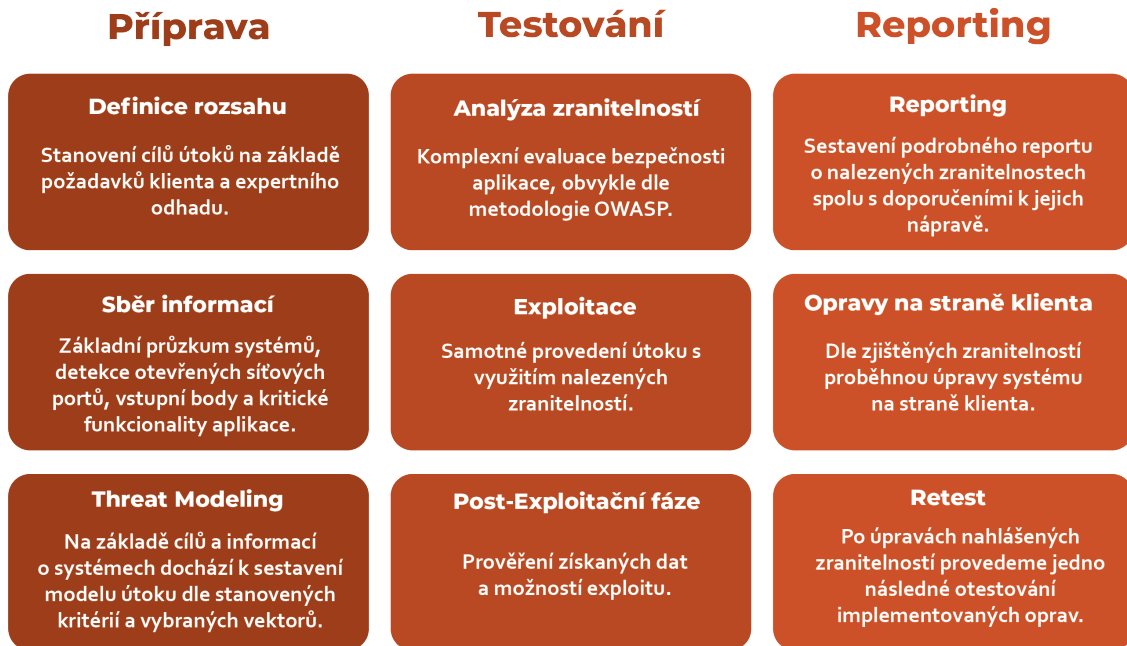 Příprava
Definice rozsahu
Stanovení cílů útoků na základě
požadavků klienta a expertního
odhadu.
Sběr informací
Základní průzkum systémů,
detekce otevřených síťových
portů, vstupní body a kritické
funkcionality aplikace.
Threat Modeling
Na základě cílů a informací
o systémech dochází k sestavení
modelu útoku dle stanovených
kritérií a vybraných vektorů.
Testování
Analýza zranitelností
Komplexní evaluace bezpečnosti
aplikace, obvykle dle
metodologie OWASP.
Exploitace
Samotné provedení útoku s
využitím nalezených
zranitelností.
Post-Exploitační fáze
Prověření získaných dat
a možností exploitu.
Reporting
Reporting
Sestavení podrobného reportu
o nalezených zranitelnostech
spolu s doporučeními k jejich
nápravě.
Opravy na straně klienta
Dle zjištěných zranitelností
proběhnou úpravy systému
na straně klienta.
Retest
Po úpravách nahlášených
zranitelností provedeme jedno
následné otestování
implementovaných oprav.